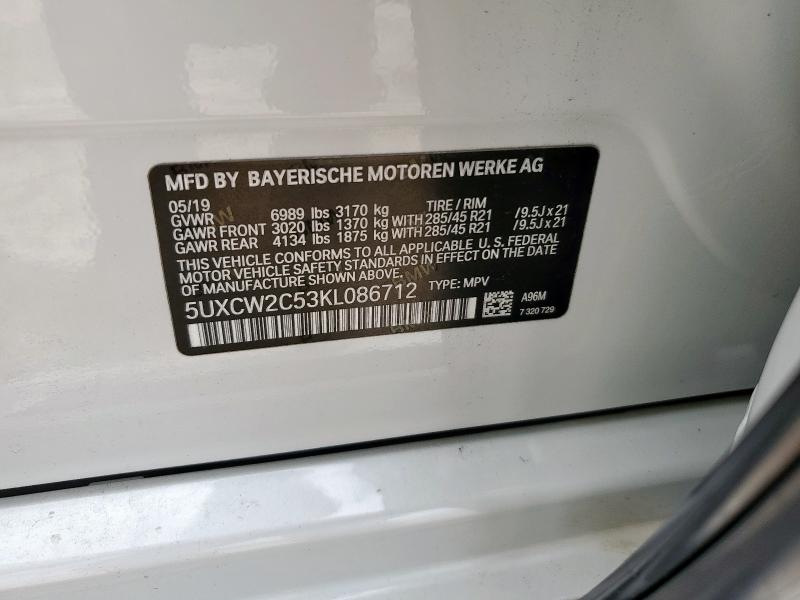 MFD BY BAYERISCHE MOTOREN WERKE AG
05/19 TIRE / RIM
GVWR 6989 lbs 3170 kg
GAWR FRONT 3020 lbs 1370 kg WITH 285/45 R21 /9.5J x 21
GAWR REAR 4134 lbs 1875 kg WITH 285/45 R21 /9.5J x 21
THIS VEHICLE CONFORMS TO ALL APPLICABLE U. S. FEDERAL
MOTOR VEHICLE SAFETY STANDARDS IN EFFECT ON THE DATE
OF MANUFACTURE SHOWN ABOVE.
5UXCW2C53KL086712 TYPE: MPV
A96M
7 320 729